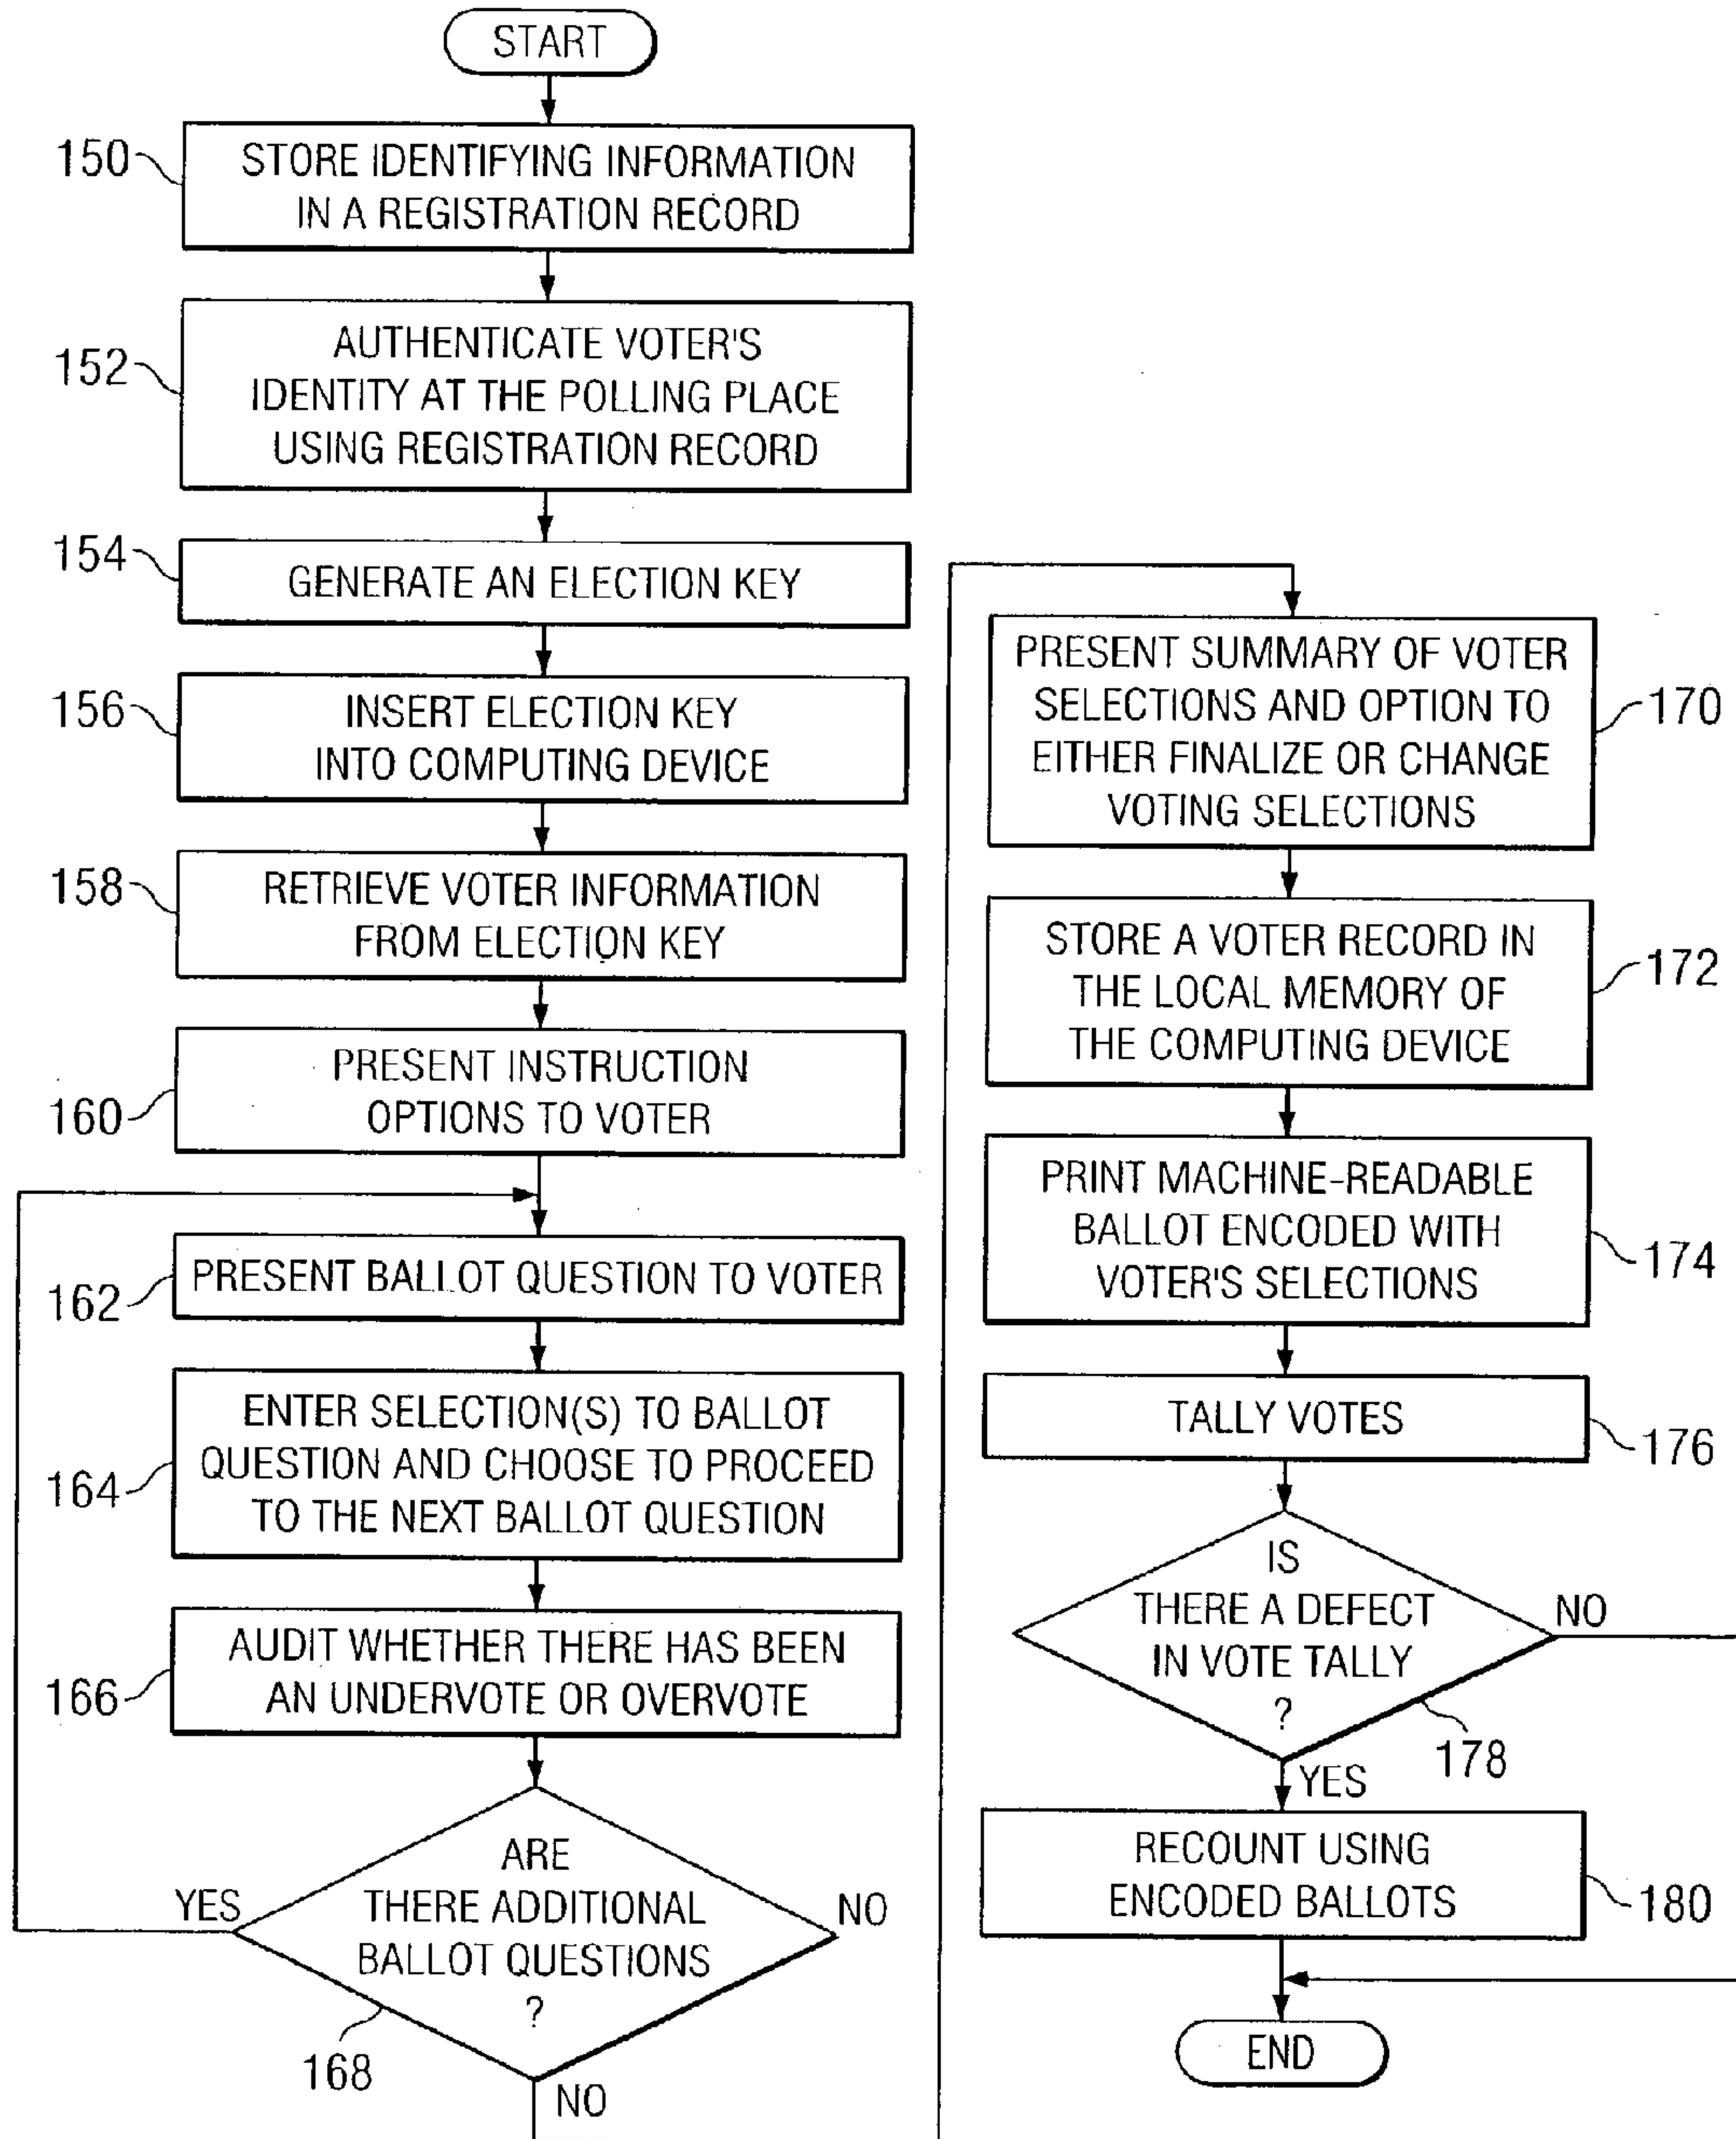 START
150
STORE IDENTIFYING INFORMATION
IN A REGISTRATION RECORD
152
AUTHENTICATE VOTER'S
IDENTITY AT THE POLLING PLACE
USING REGISTRATION RECORD
154
GENERATE AN ELECTION KEY
156
INSERT ELECTION KEY
INTO COMPUTING DEVICE
158
RETRIEVE VOTER INFORMATION
FROM ELECTION KEY
160
PRESENT INSTRUCTION
OPTIONS TO VOTER
162
PRESENT BALLOT QUESTION TO VOTER
164
ENTER SELECTION(S) TO BALLOT
QUESTION AND CHOOSE TO PROCEED
TO THE NEXT BALLOT QUESTION
166
AUDIT WHETHER THERE HAS BEEN
AN UNDERVOTE OR OVERVOTE
YES
ARE
THERE ADDITIONAL
BALLOT QUESTIONS
?
NO
168
NO
PRESENT SUMMARY OF VOTER
SELECTIONS AND OPTION TO
EITHER FINALIZE OR CHANGE
VOTING SELECTIONS
170
STORE A VOTER RECORD IN
THE LOCAL MEMORY OF
THE COMPUTING DEVICE
172
PRINT MACHINE-READABLE
BALLOT ENCODED WITH
VOTER'S SELECTIONS
174
TALLY VOTES
176
IS
THERE A DEFECT
IN VOTE TALLY
?
NO
178
YES
RECOUNT USING
ENCODED BALLOTS
180
END